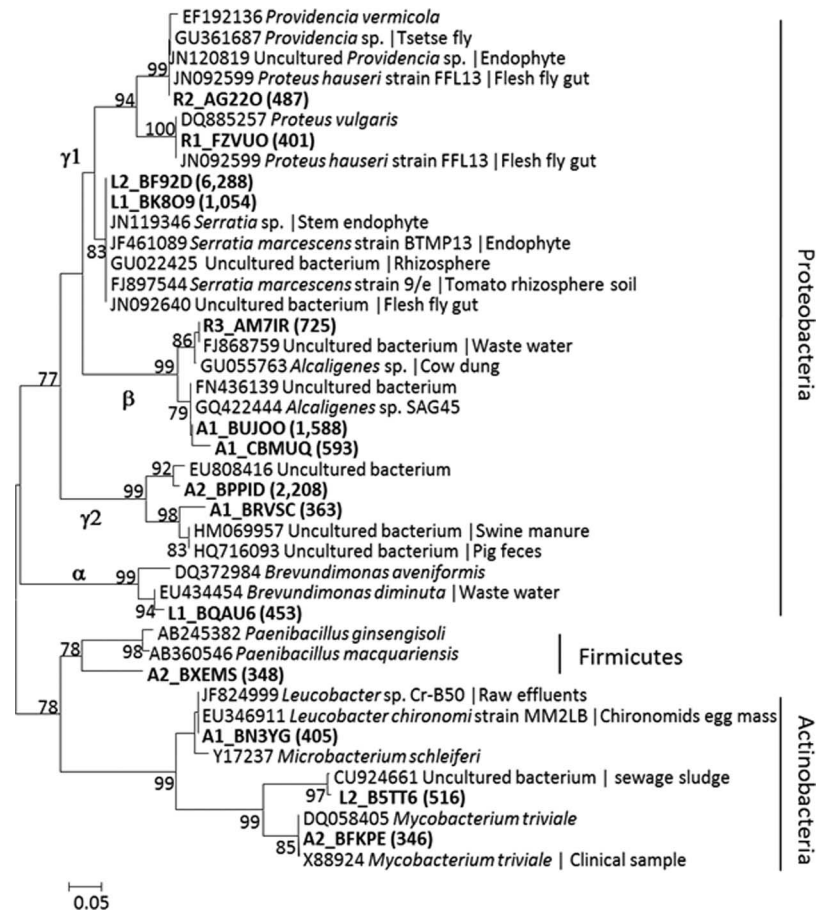 EF192136 Providencia vermicola
GU361687 Providencia sp. |Tsetse fly
JN120819 Uncultured Providencia sp. |Endophyte
99
JN092599 Proteus hauseri strain FFL13 |Flesh fly gut
94
R2_AG22O (487)
DQ885257 Proteus vulgaris
100
R1_FZVUO (401)
γ1
JN092599 Proteus hauseri strain FFL13 |Flesh fly gut
L2_BF92D (6,288)
L1_BK8O9 (1,054)
JN119346 Serratia sp. |Stem endophyte
83
JF461089 Serratia marcescens strain BTMP13 |Endophyte
GU022425 Uncultured bacterium |Rhizosphere
FJ897544 Serratia marcescens strain 9/e |Tomato rhizosphere soil
JN092640 Uncultured bacterium |Flesh fly gut
Proteobacteria
R3_AM7IR (725)
86
FJ868759 Uncultured bacterium |Waste water
99
GU055763 Alcaligenes sp. |Cow dung
77
FN436139 Uncultured bacterium
β
79
GQ422444 Alcaligenes sp. SAG45
A1_BUJOO (1,588)
A1_CBMUQ (593)
92
EU808416 Uncultured bacterium
99
A2_BPPID (2,208)
γ2
98
A1_BRVSC (363)
HM069957 Uncultured bacterium |Swine manure
83
HQ716093 Uncultured bacterium |Pig feces
α
99
DQ372984 Brevundimonas aveniformis
EU434454 Brevundimonas diminuta |Waste water
94
L1_BQAU6 (453)
AB245382 Paenibacillus ginsengisoli
78
98
AB360546 Paenibacillus macquariensis
Firmicutes
A2_BXEMS (348)
JF824999 Leucobacter sp. Cr-B50 |Raw effluents
78
EU346911 Leucobacter chironomi strain MM2LB |Chironomids egg mass
A1_BN3YG (405)
Y17237 Microbacterium schleiferi
99
CU924661 Uncultured bacterium | sewage sludge
97
L2_B5TT6 (516)
99
DQ058405 Mycobacterium triviale
A2_BFKPE (346)
85
X88924 Mycobacterium triviale | Clinical sample
Actinobacteria
0.05